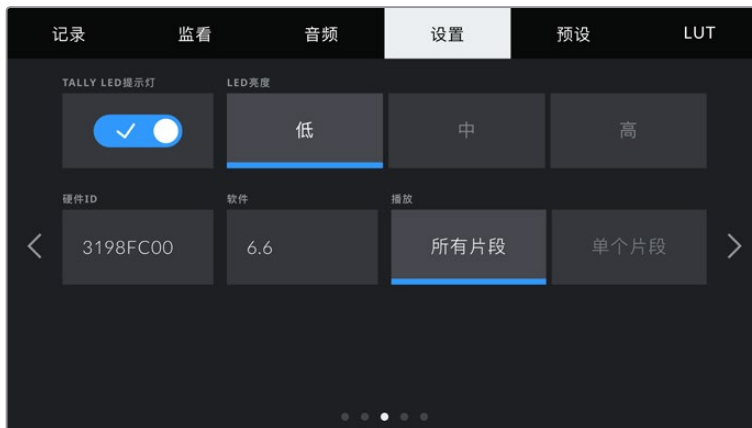 记录 监看 音频 设置 预设 LUT
TALLY LED提示灯 LED亮度
低 中 高
硬件ID 软件 播放
3198FC00 6.6 所有片段 单个片段